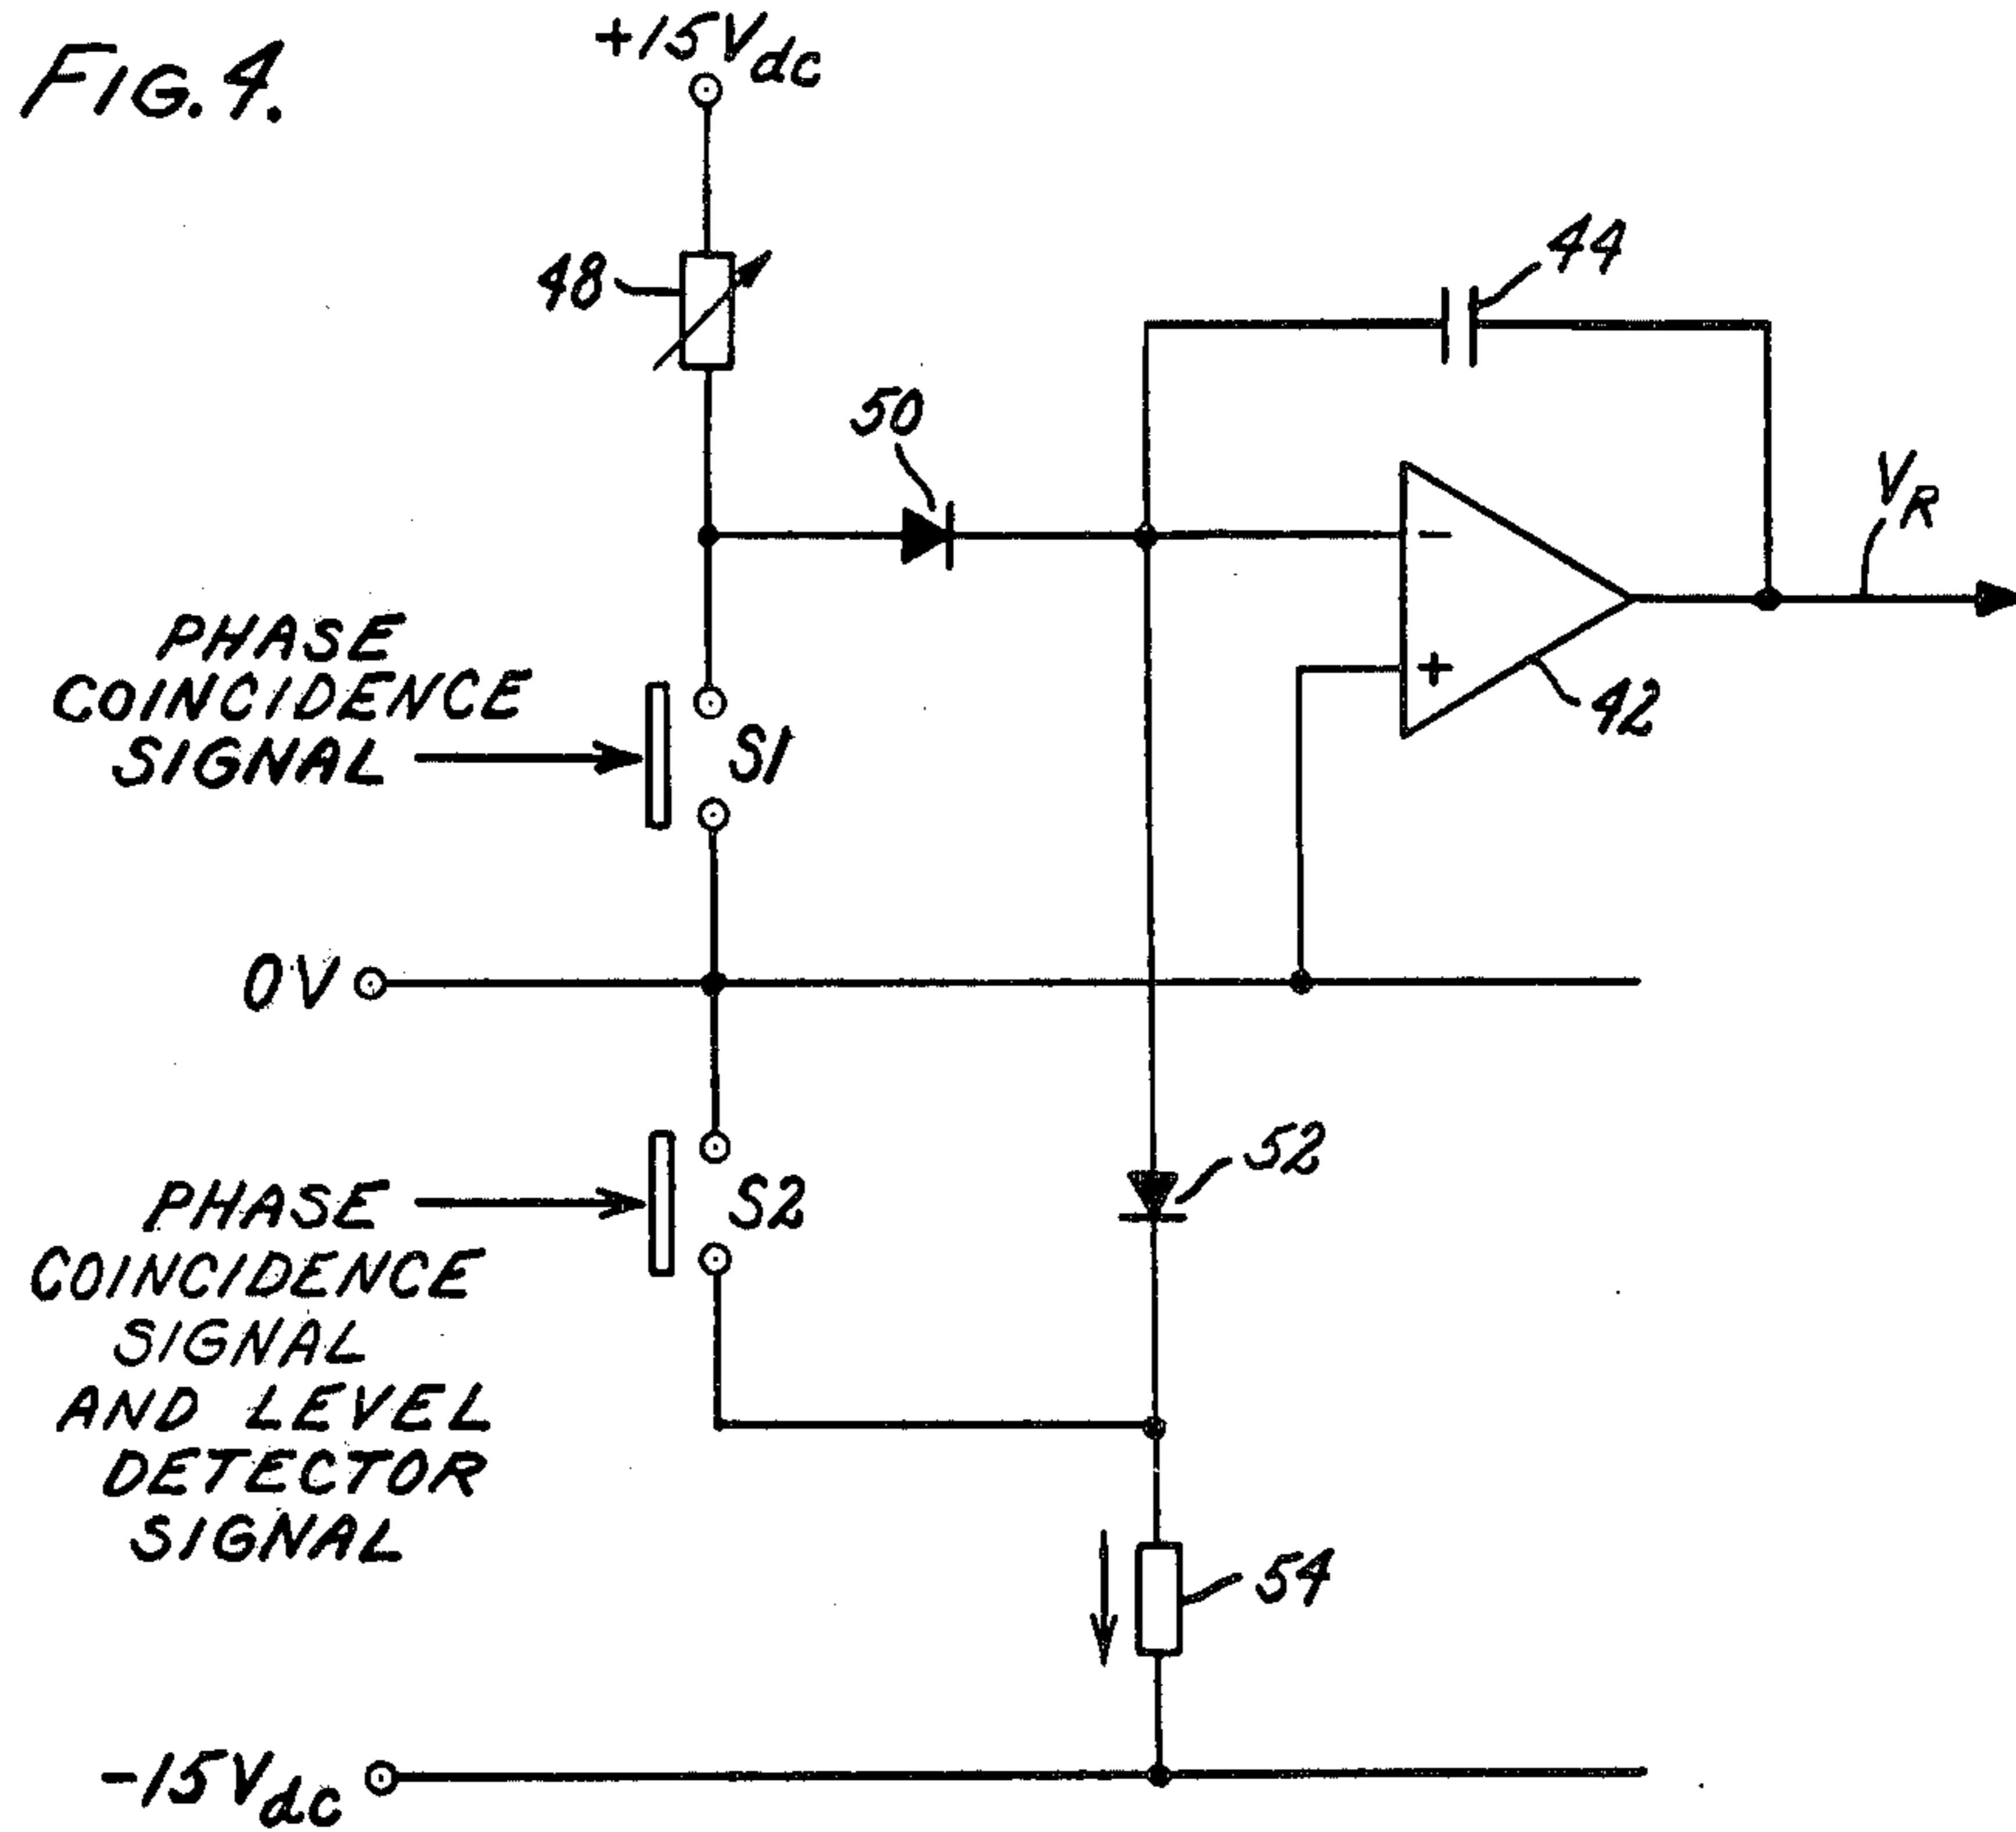 FIG. 4.
+15Vdc
48
44
50
VR
-
+
42
PHASE
COINCIDENCE
SIGNAL
S1
0V
52
S2
PHASE
COINCIDENCE
SIGNAL
AND LEVEL
DETECTOR
SIGNAL
54
-15Vdc